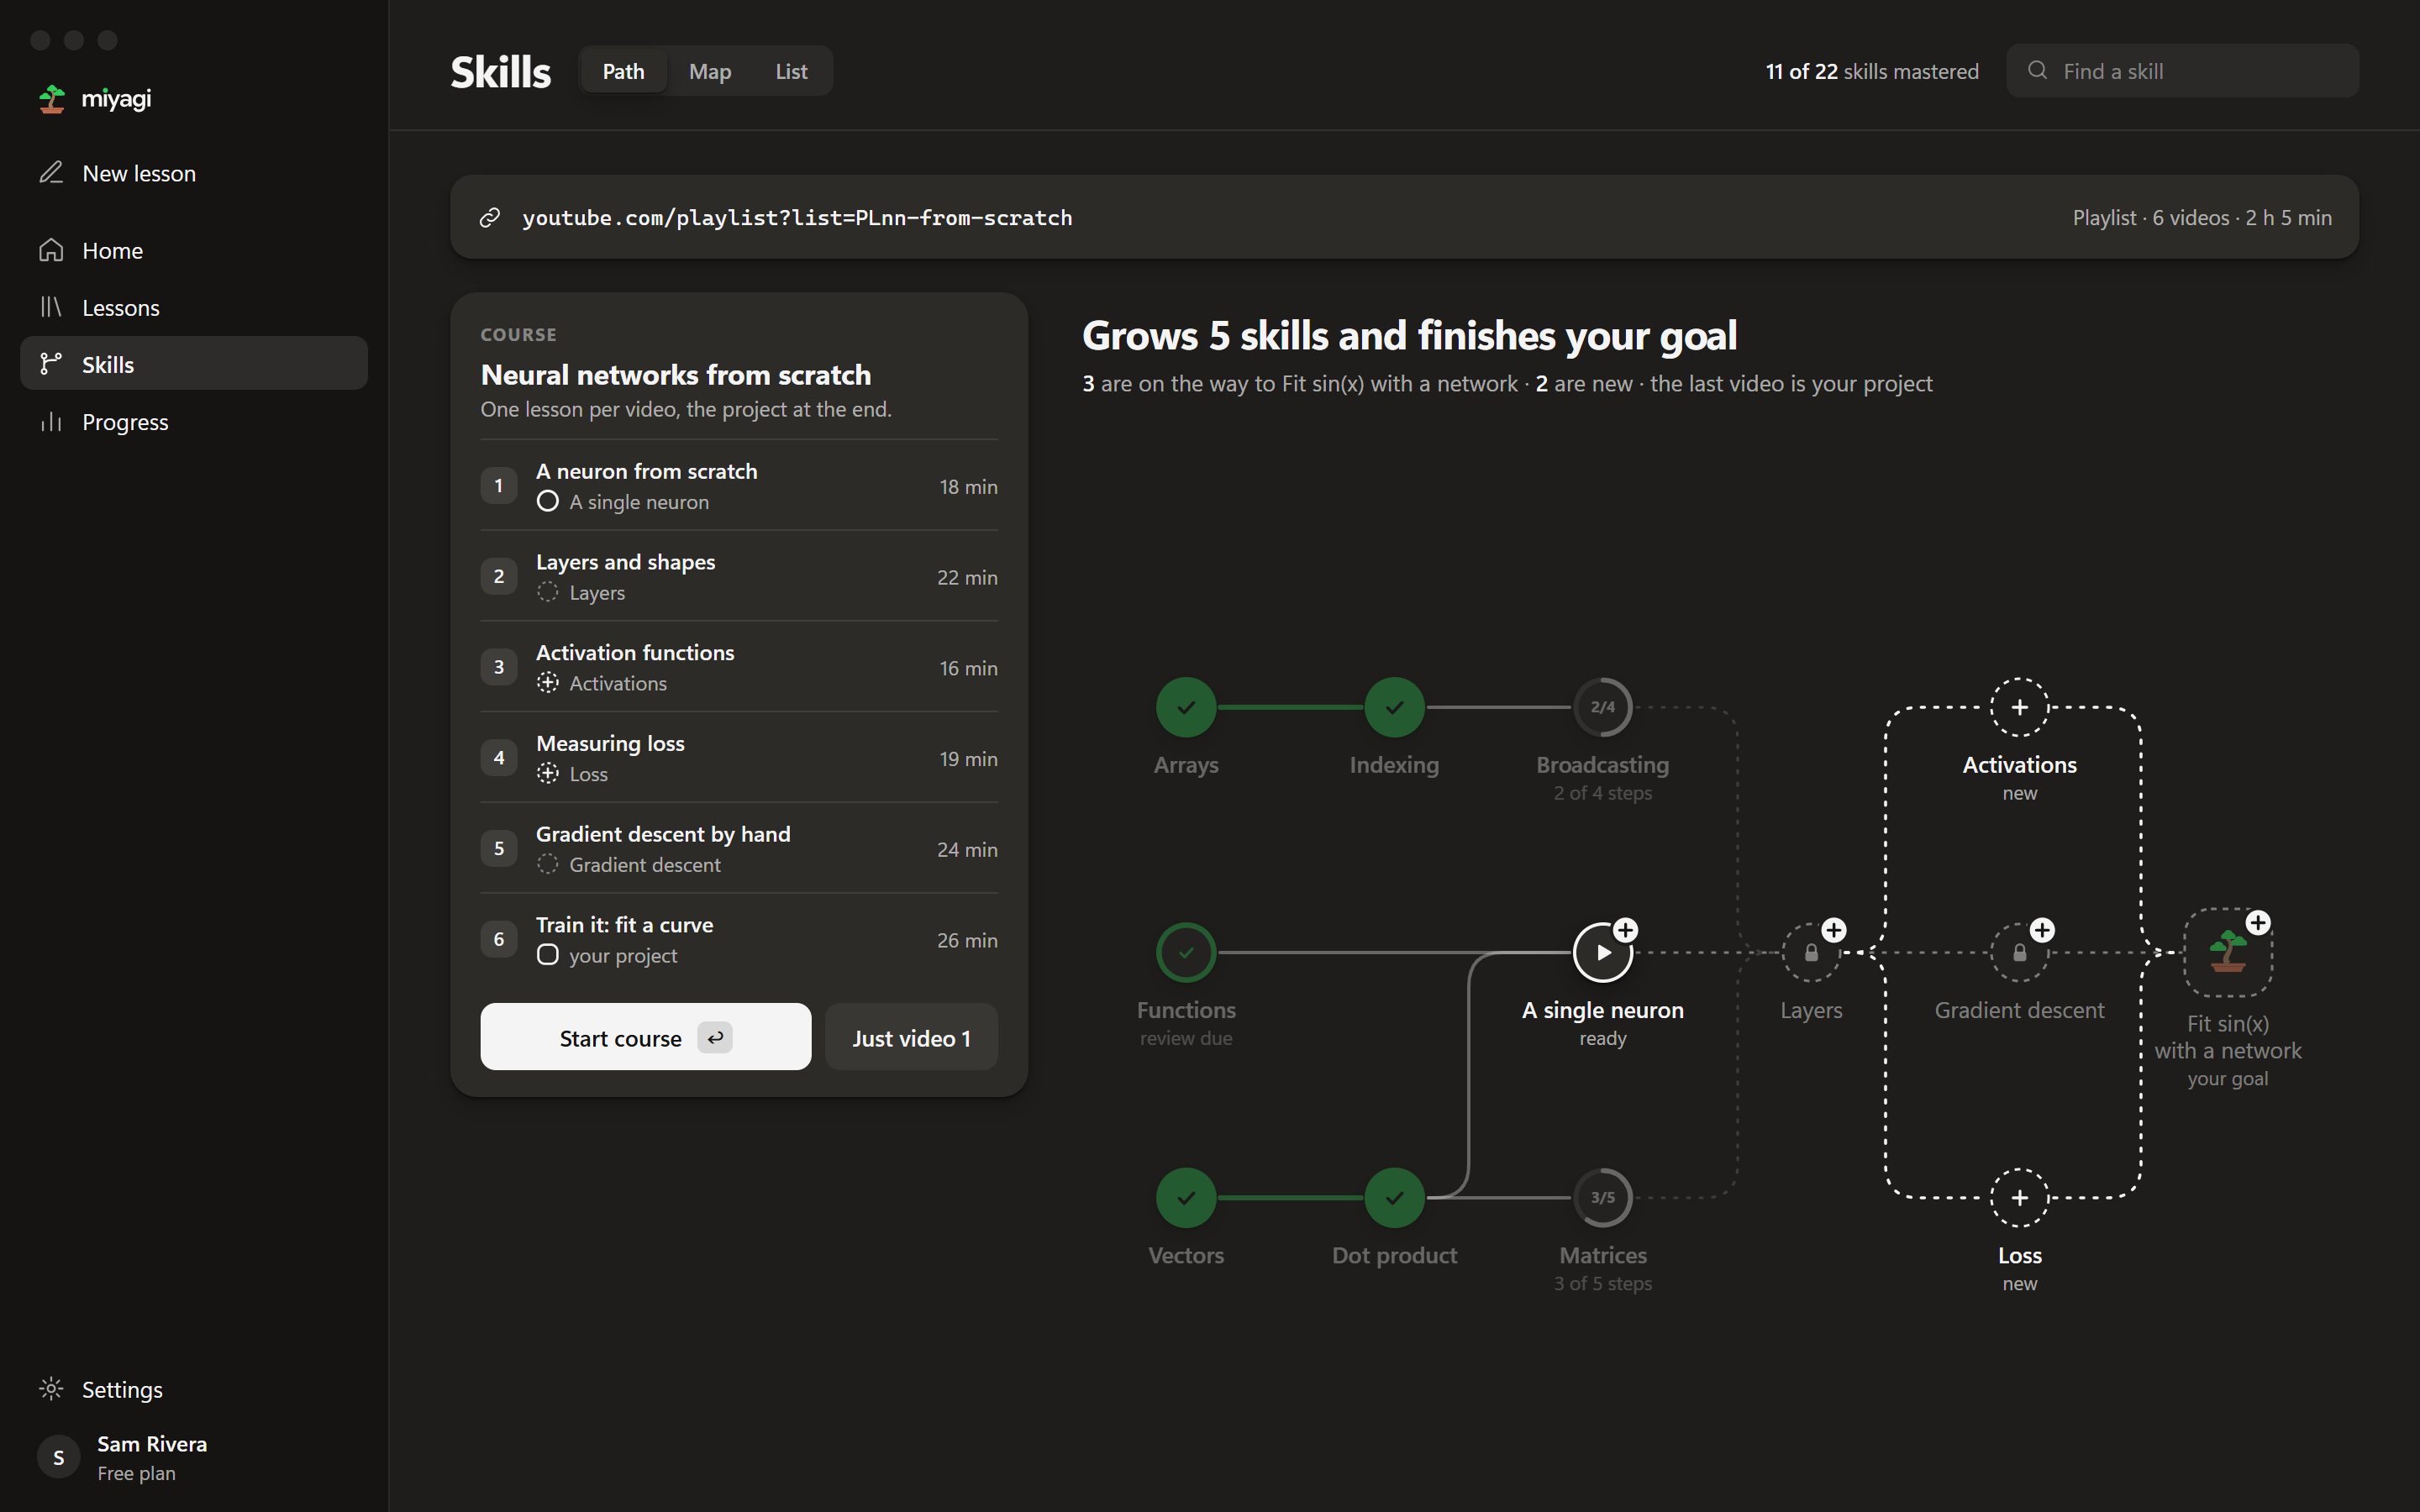 miyagi
New lesson
Home
Lessons
Skills
Progress
Settings
S
Sam Rivera
Free plan
Skills
Path
Map
List
11 of 22 skills mastered
Find a skill
youtube.com/playlist?list=PLnn-from-scratch
Playlist · 6 videos · 2 h 5 min
COURSE
Neural networks from scratch
One lesson per video, the project at the end.
1
A neuron from scratch
A single neuron
18 min
2
Layers and shapes
Layers
22 min
3
Activation functions
Activations
16 min
4
Measuring loss
Loss
19 min
5
Gradient descent by hand
Gradient descent
24 min
6
Train it: fit a curve
your project
26 min
Start course
Just video 1
Grows 5 skills and finishes your goal
3 are on the way to Fit sin(x) with a network · 2 are new · the last video is your project
Arrays
Indexing
2/4
Broadcasting
2 of 4 steps
Activations
new
Functions
review due
A single neuron
ready
Layers
Gradient descent
Fit sin(x)
with a network
your goal
Vectors
Dot product
3/5
Matrices
3 of 5 steps
Loss
new